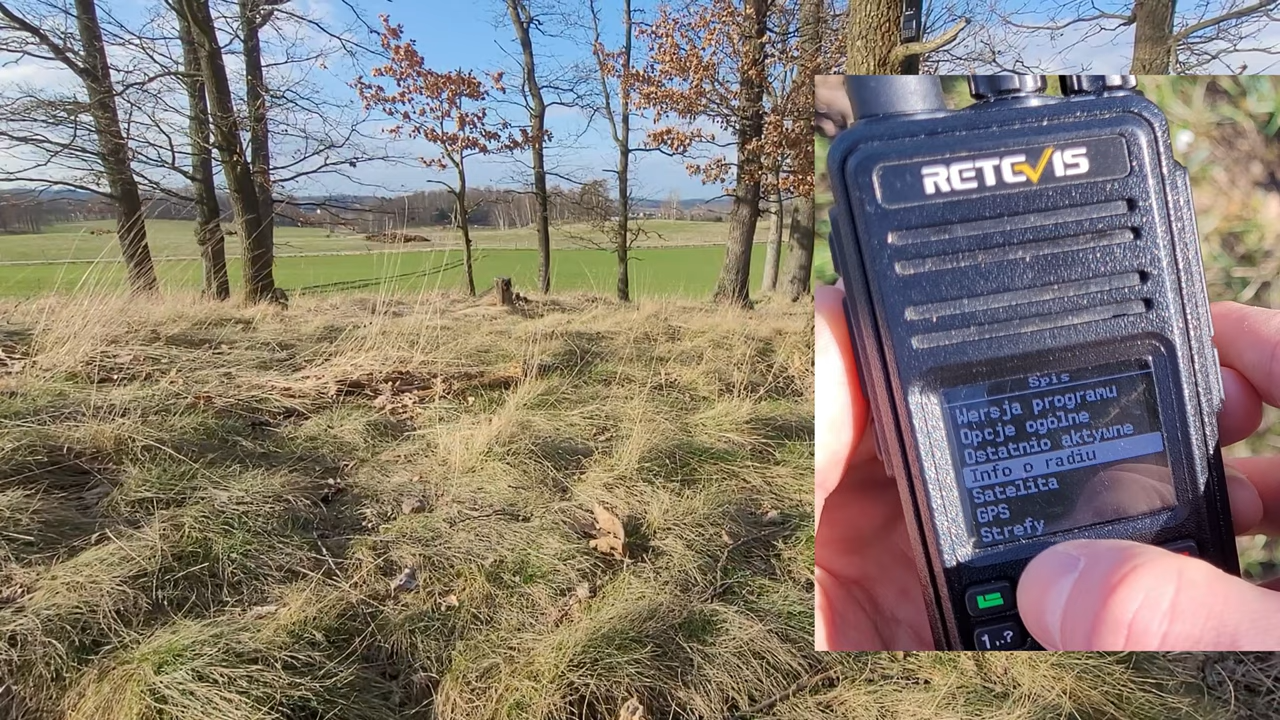 RETEVIS
Spis
Wersja programu
Opcje ogólne
Ostatnio aktywne
Info o radiu
Satelita
GPS
Strefy
1..?